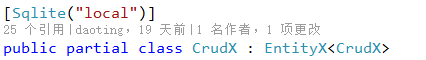 [Sqlite("local")]
25 个引用|daoting，19 天前|1 名作者，1 项更改
public partial class CrudX : EntityX<CrudX>